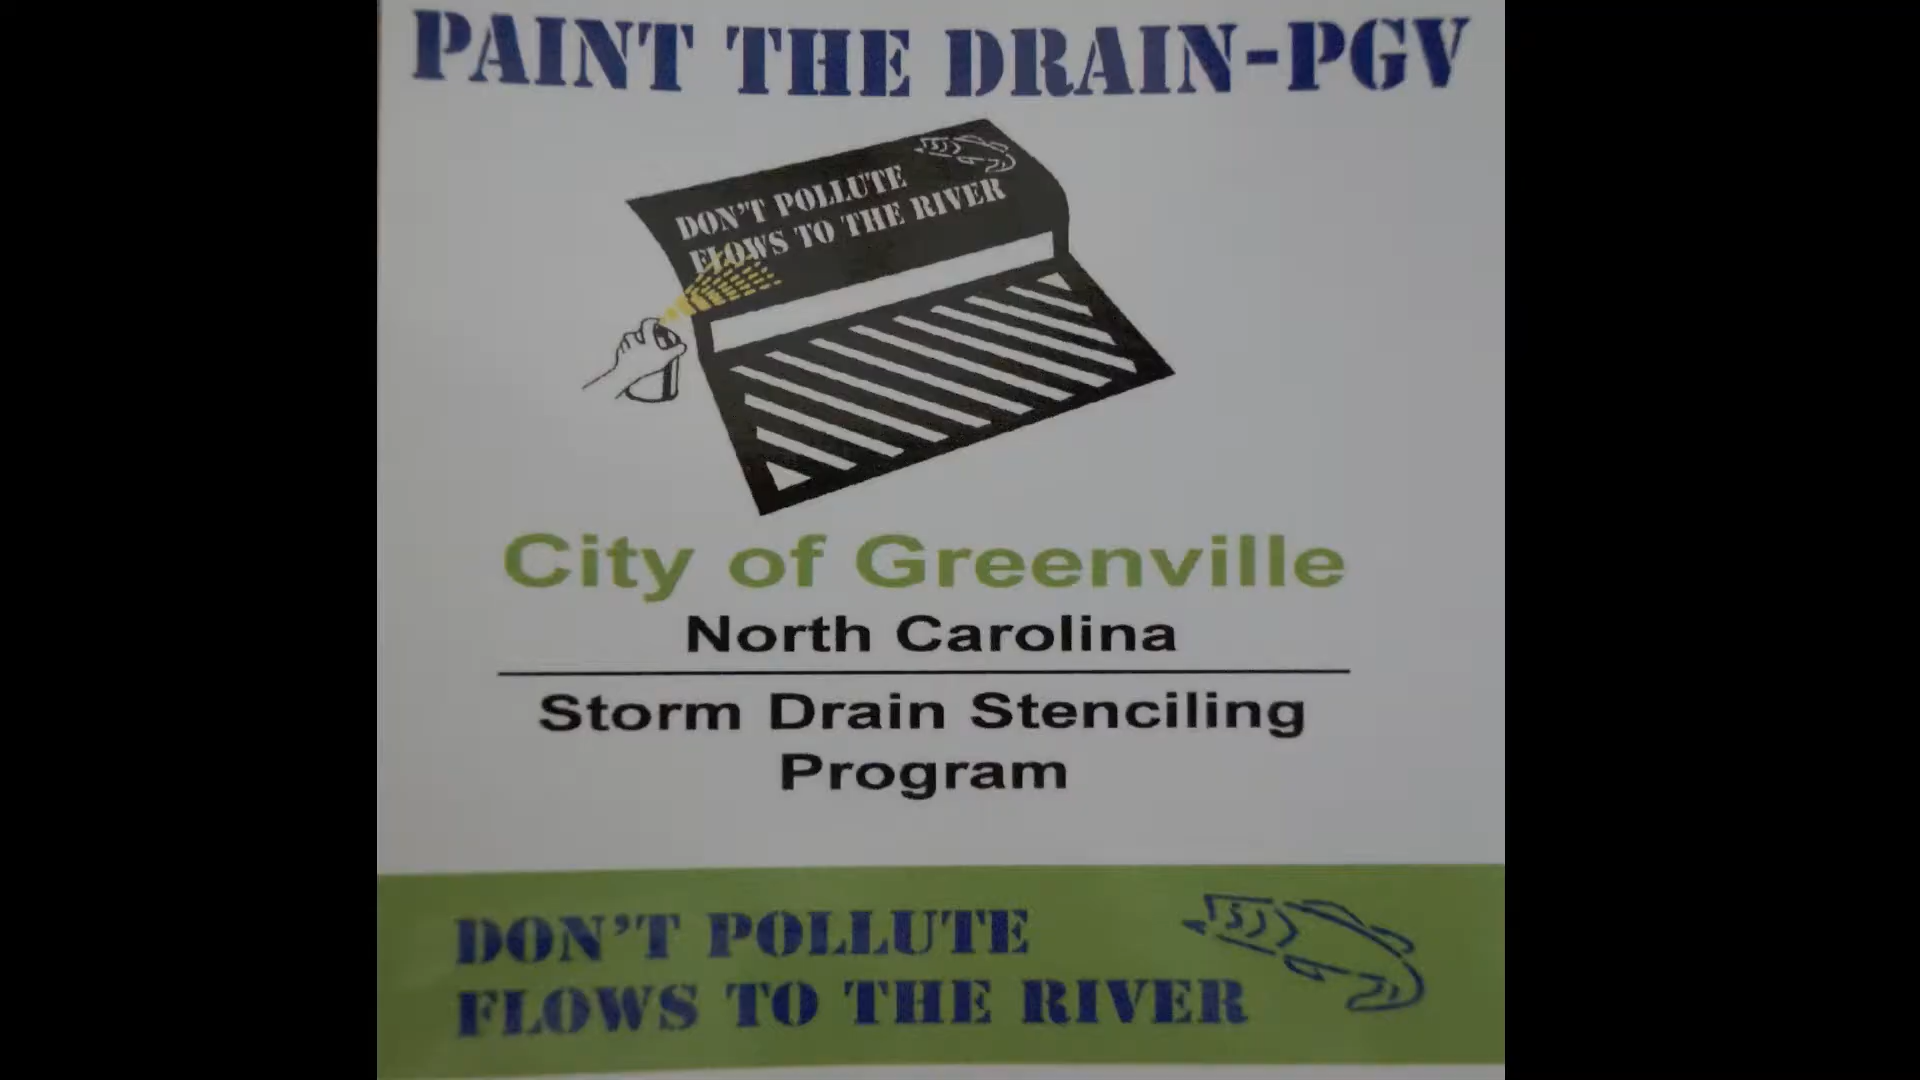 PAINT THE DRAIN-PGV
DON'T POLLUTE
FLOWS TO THE RIVER
City of Greenville
North Carolina
Storm Drain Stenciling
Program
DON'T POLLUTE
FLOWS TO THE RIVER